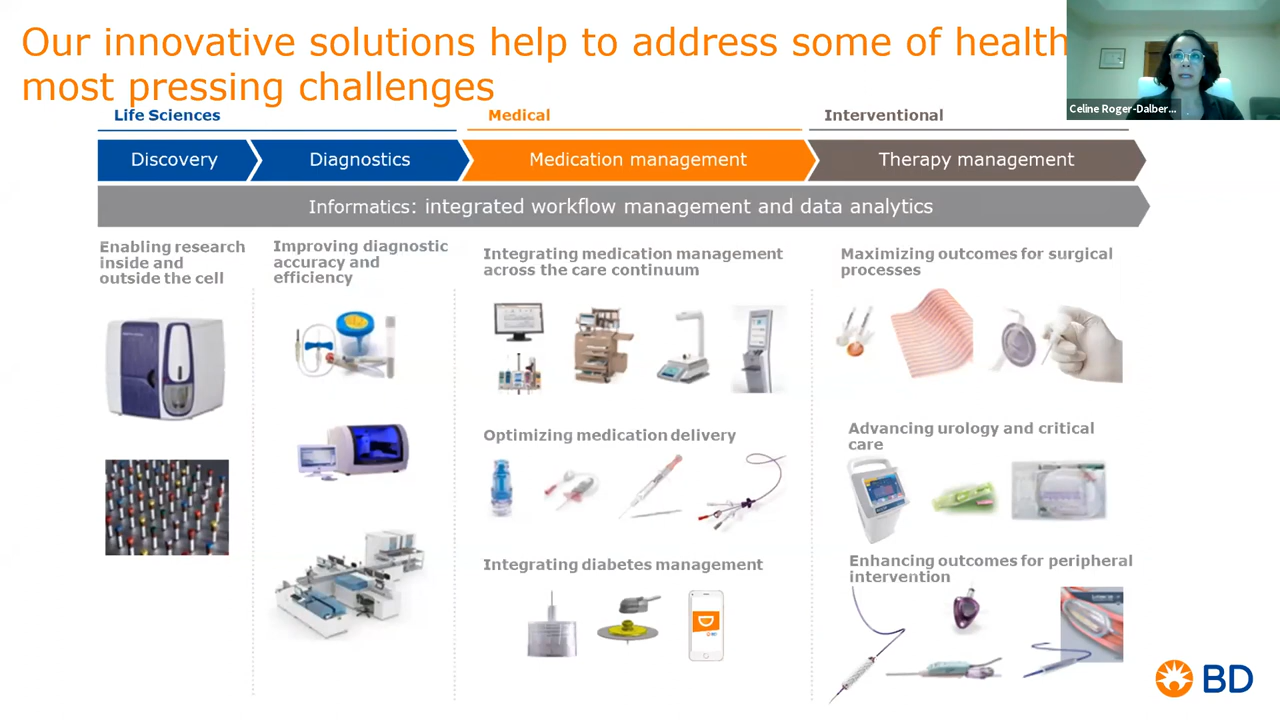 Our innovative solutions help to address some of health
most pressing challenges
Celine Roger-Dalber...
Life Sciences
Medical
Interventional
Discovery
Diagnostics
Medication management
Therapy management
Informatics: integrated workflow management and data analytics
Enabling research
inside and
outside the cell
Improving diagnostic
accuracy and
efficiency
Integrating medication management
across the care continuum
Optimizing medication delivery
Integrating diabetes management
Maximizing outcomes for surgical
processes
Advancing urology and critical
care
Enhancing outcomes for peripheral
intervention
BD